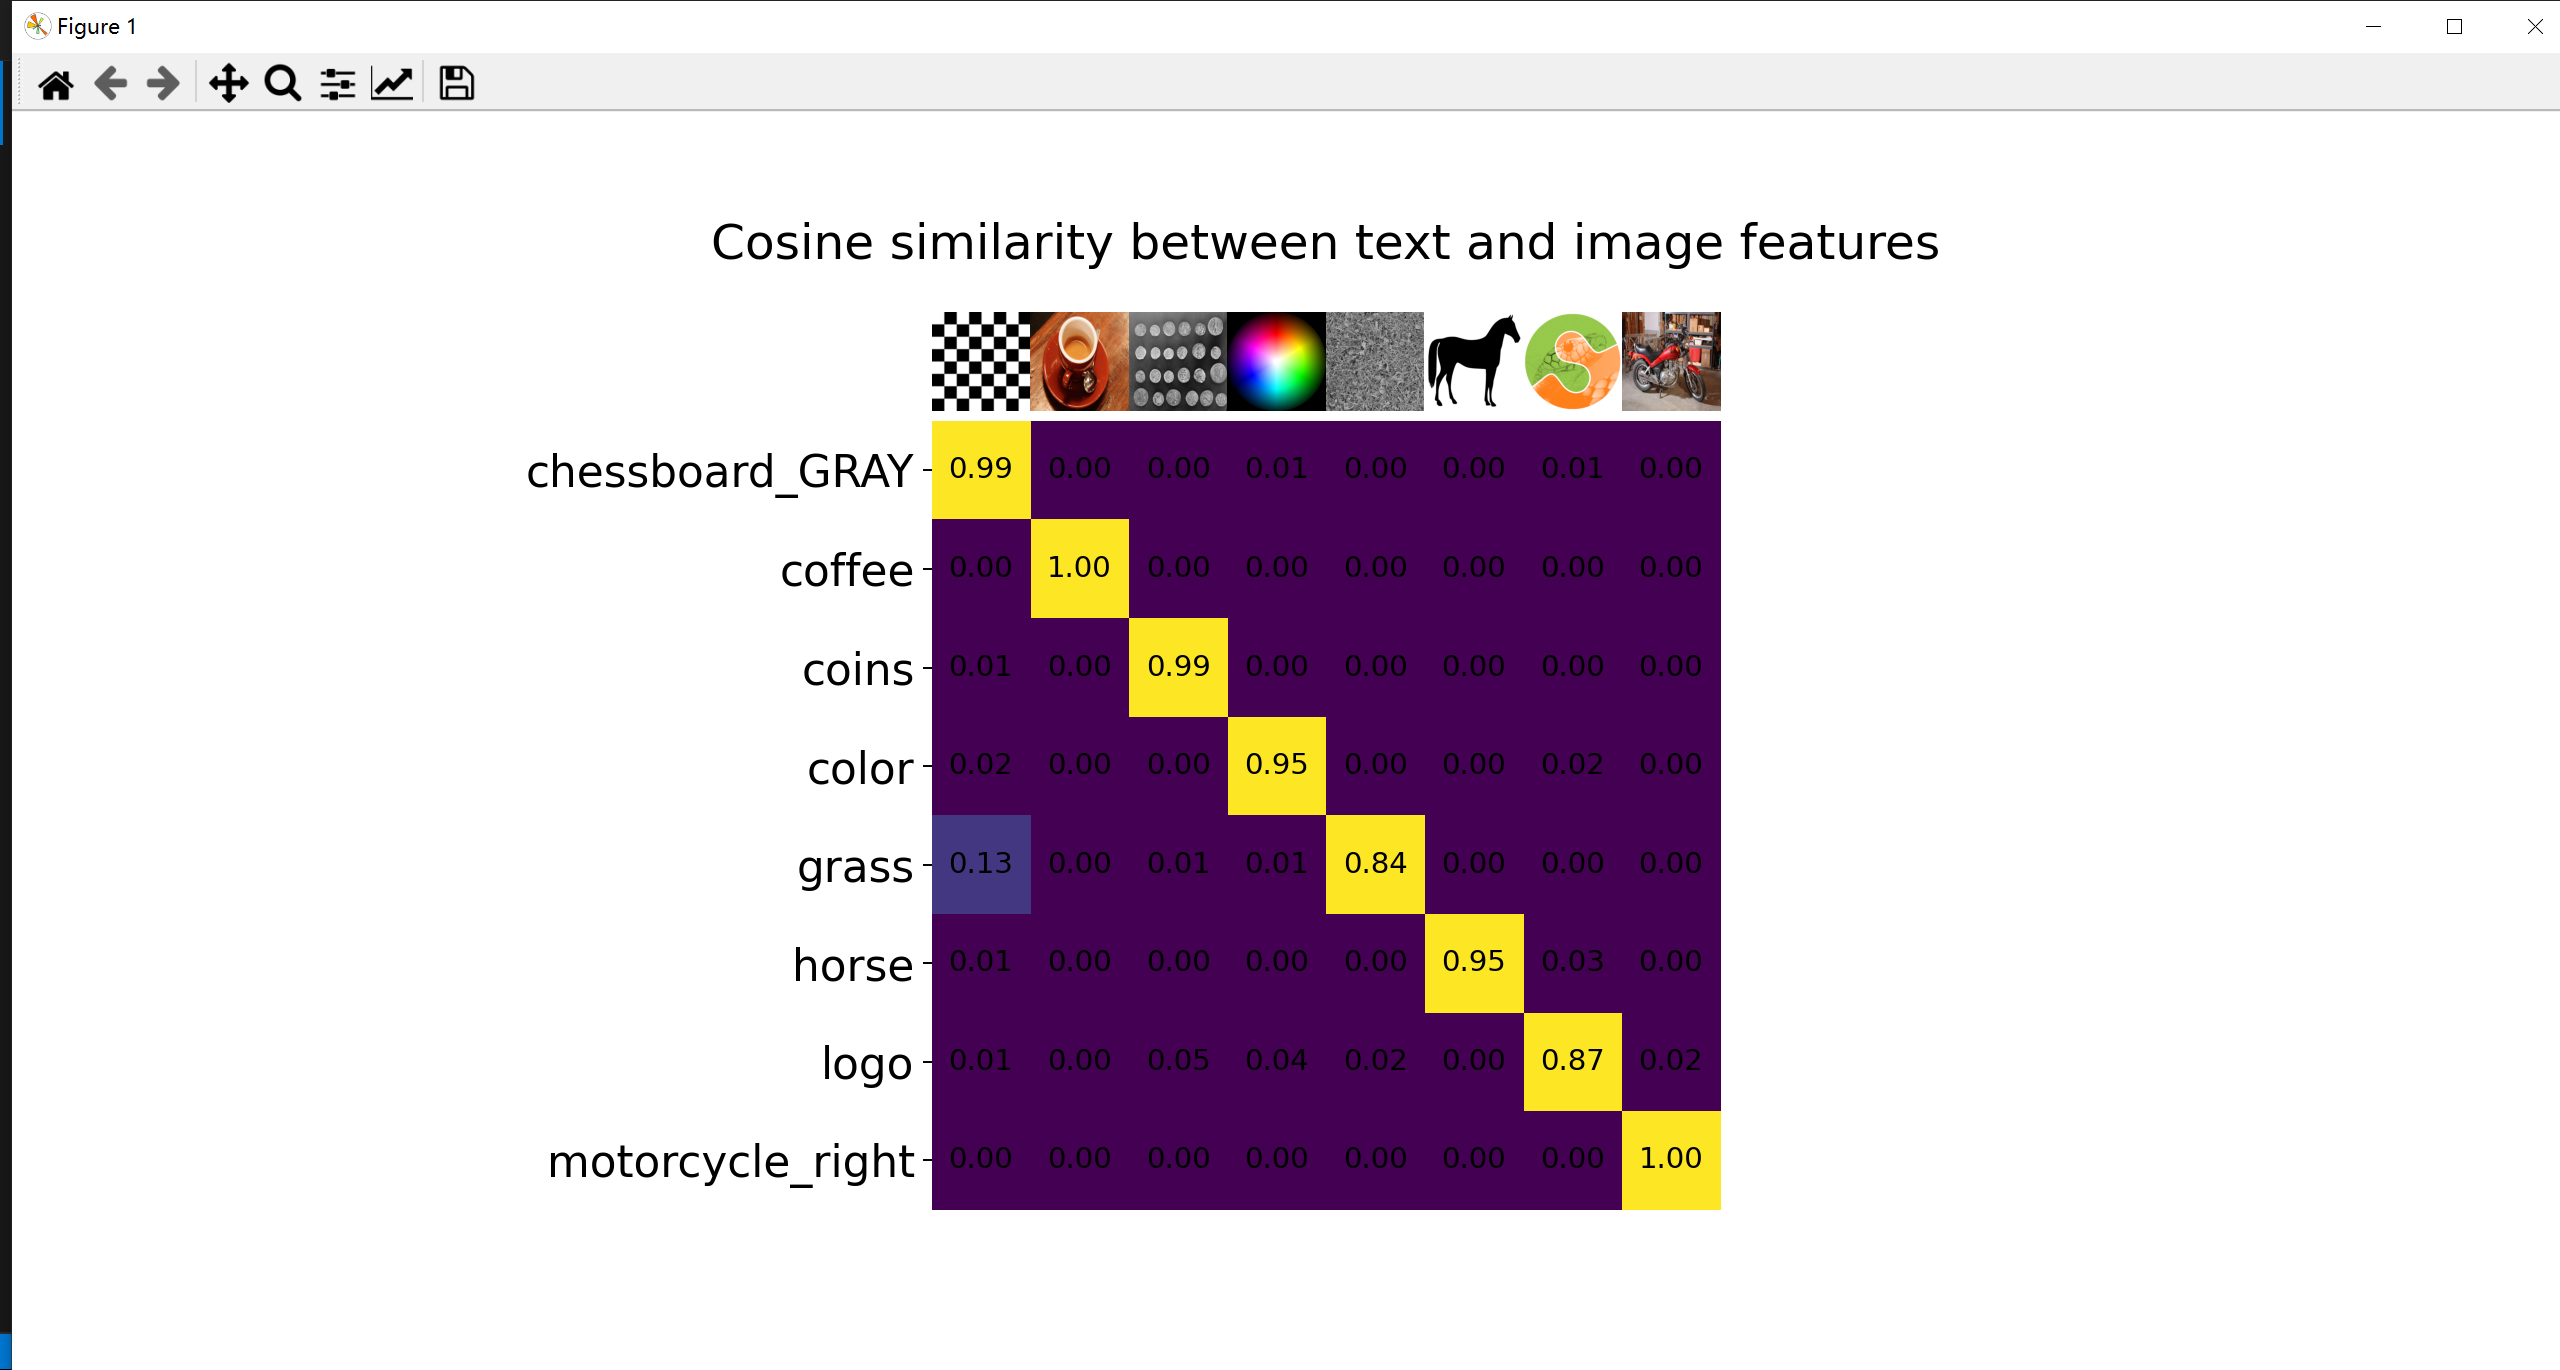 Figure 1
Cosine similarity between text and image features
chessboard_GRAY 0.99 0.00 0.00 0.01 0.00 0.00 0.01 0.00
coffee 0.00 1.00 0.00 0.00 0.00 0.00 0.00 0.00
coins 0.01 0.00 0.99 0.00 0.00 0.00 0.00 0.00
color 0.02 0.00 0.00 0.95 0.00 0.00 0.02 0.00
grass 0.13 0.00 0.01 0.01 0.84 0.00 0.00 0.00
horse 0.01 0.00 0.00 0.00 0.00 0.95 0.03 0.00
logo 0.01 0.00 0.05 0.04 0.02 0.00 0.87 0.02
motorcycle_right 0.00 0.00 0.00 0.00 0.00 0.00 0.00 1.00